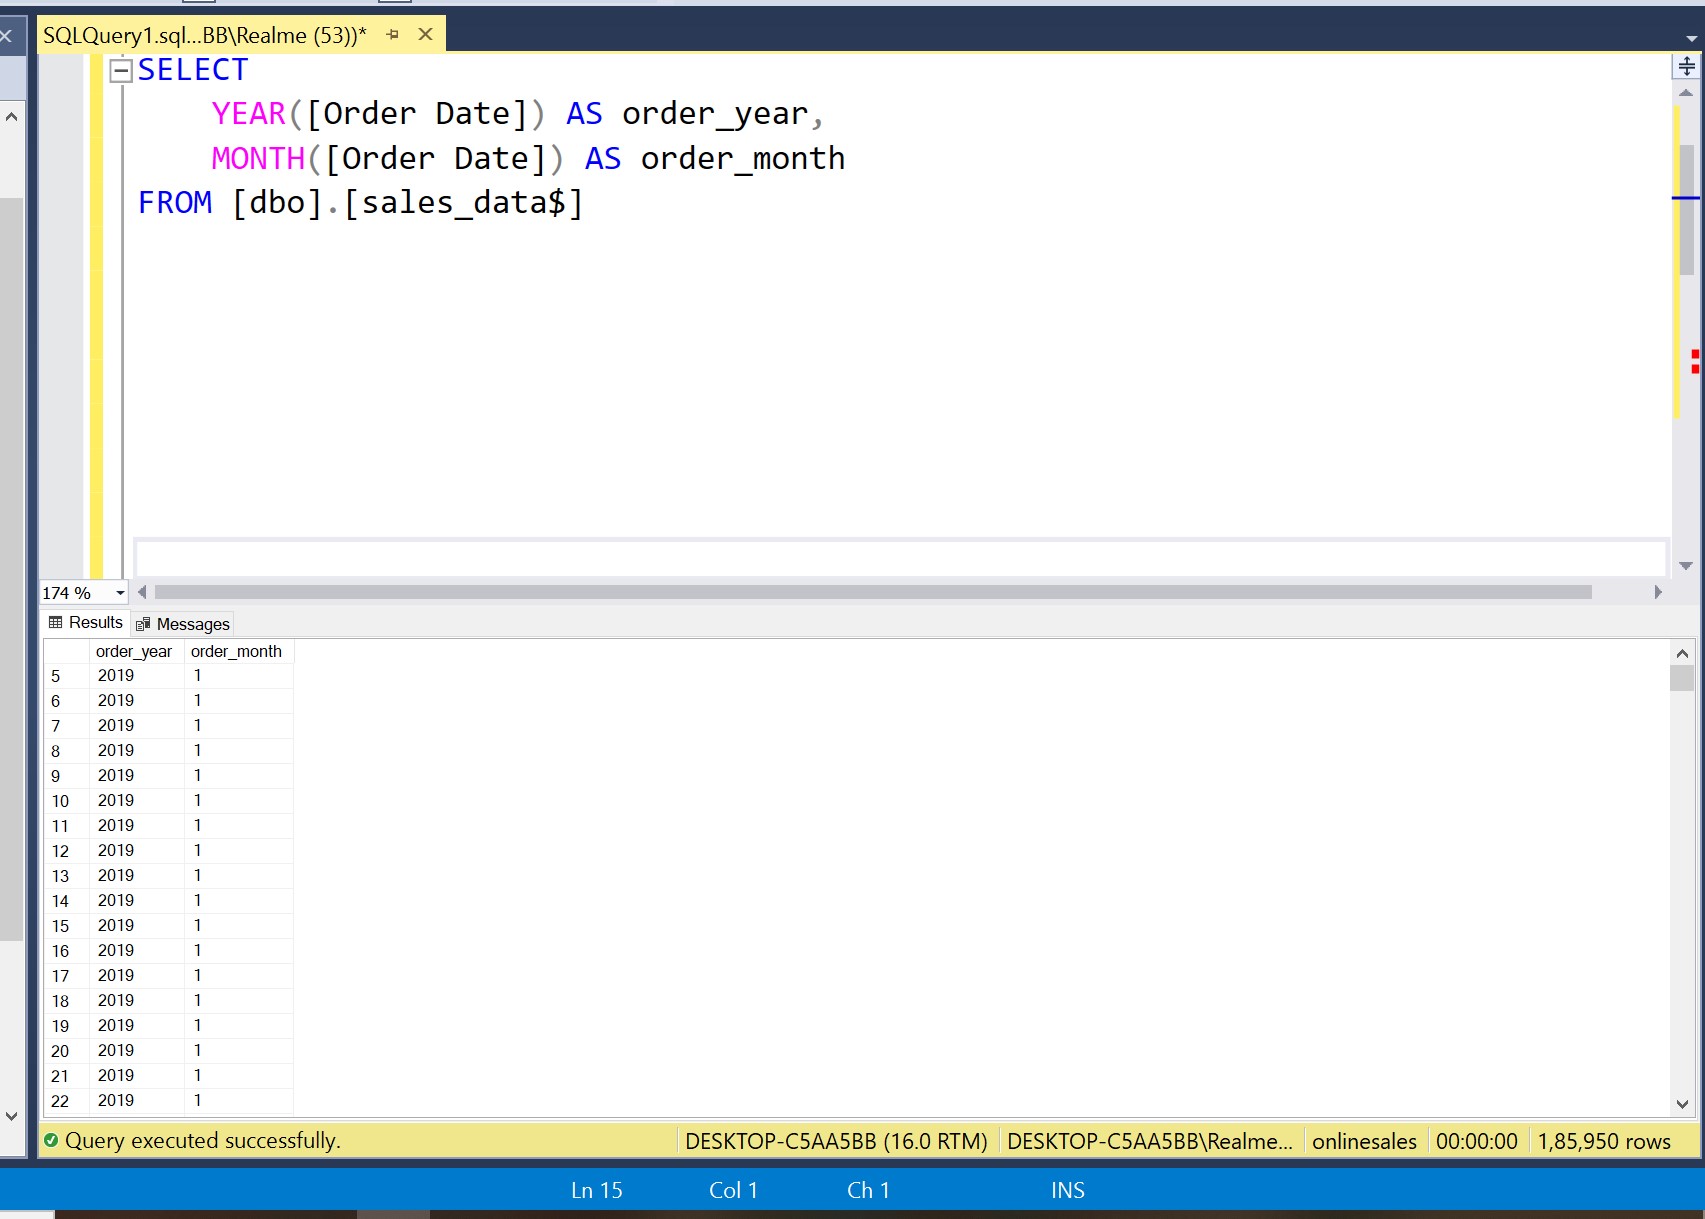 SQLQuery1.sql...BB\Realme (53))*
SELECT
YEAR([Order Date]) AS order_year,
MONTH([Order Date]) AS order_month
FROM [dbo].[sales_data$]
174 %
Results Messages
order_year order_month
5 2019 1
6 2019 1
7 2019 1
8 2019 1
9 2019 1
10 2019 1
11 2019 1
12 2019 1
13 2019 1
14 2019 1
15 2019 1
16 2019 1
17 2019 1
18 2019 1
19 2019 1
20 2019 1
21 2019 1
22 2019 1
Query executed successfully. DESKTOP-C5AA5BB (16.0 RTM) DESKTOP-C5AA5BB\Realme... onlinesales 00:00:00 1,85,950 rows
Ln 15 Col 1 Ch 1 INS